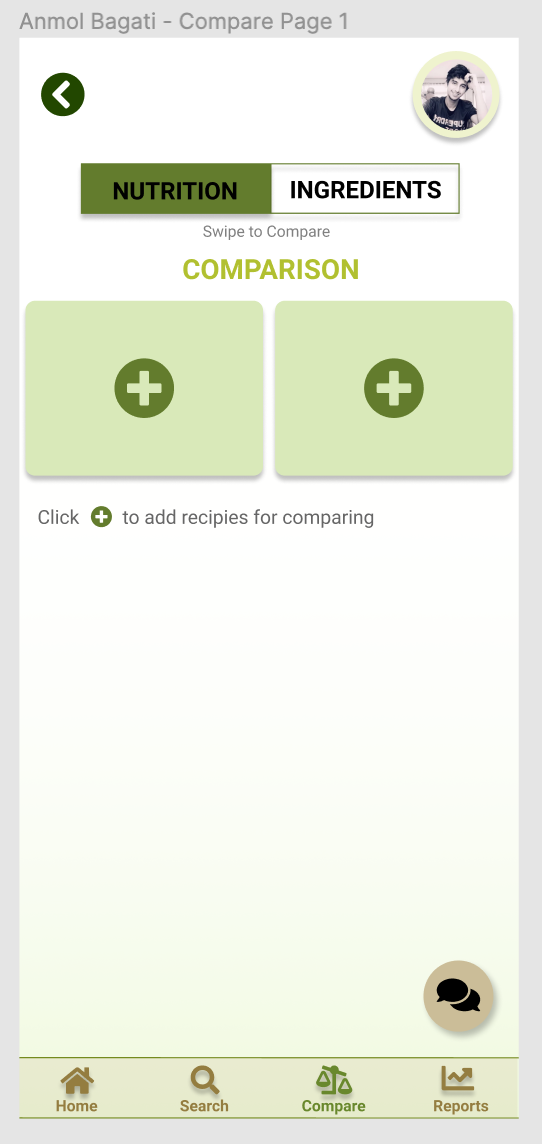 Anmol Bagati - Compare Page 1
NUTRITION INGREDIENTS
Swipe to Compare
COMPARISON
Click to add recipies for comparing
Home Search Compare Reports